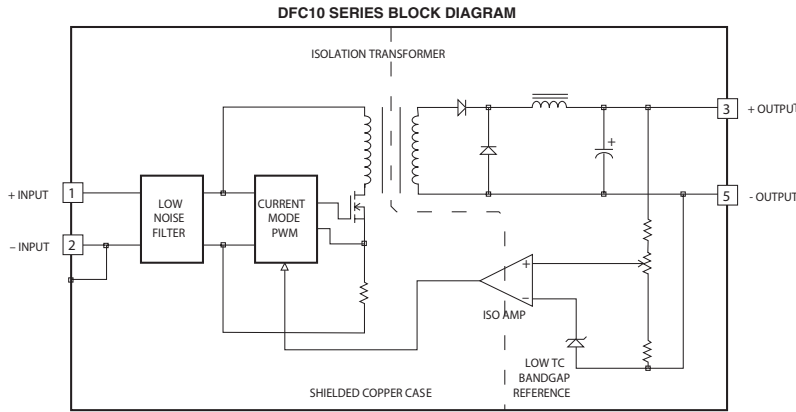 DFC10 SERIES BLOCK DIAGRAM
ISOLATION TRANSFORMER
3
+ OUTPUT
+ INPUT
1
LOW
NOISE
FILTER
CURRENT
MODE
PWM
5
- OUTPUT
– INPUT
2
+
+
–
ISO AMP
LOW TC
BANDGAP
REFERENCE
SHIELDED COPPER CASE